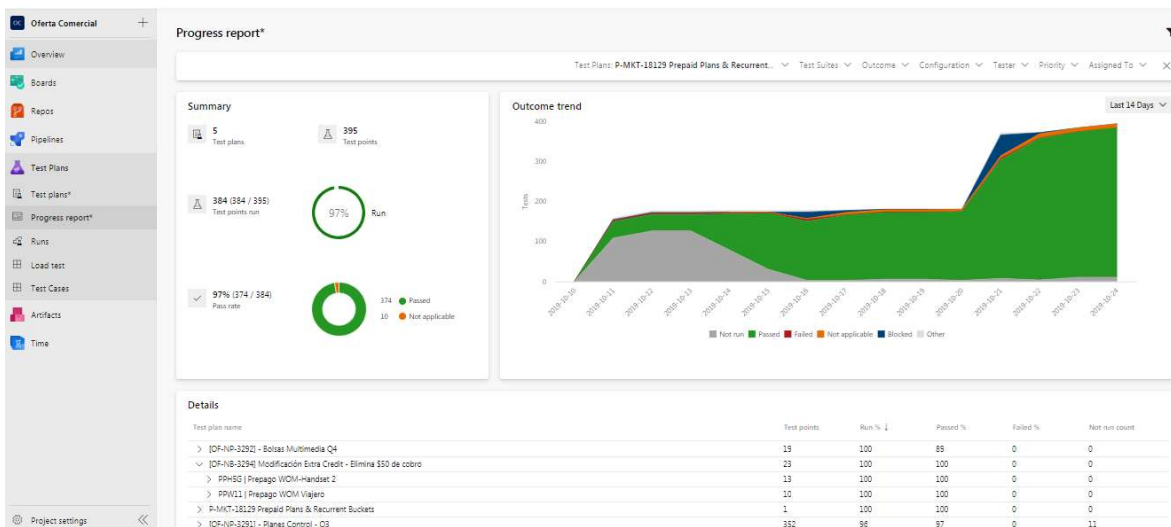 OC Oferta Comercial
Overview
Boards
Repos
Pipelines
Test Plans
Test plans*
Progress report*
Runs
Load test
Test Cases
Artifacts
Time
Project settings
Progress report*
Test Plans: P-MKT-18129 Prepaid Plans & Recurrent... Test Suites Outcome Configuration Tester Priority Assigned To
Summary
5
Test plans
395
Test points
384 (384 / 395)
Test points run
97% Run
97% (374 / 384)
Pass rate
374 Passed
10 Not applicable
Outcome trend
Last 14 Days
400
300
200
100
0
Tests
2019-10-10
2019-10-11
2019-10-12
2019-10-13
2019-10-14
2019-10-15
2019-10-16
2019-10-17
2019-10-18
2019-10-19
2019-10-20
2019-10-21
2019-10-22
2019-10-23
2019-10-24
Not run Passed Failed Not applicable Blocked Other
Details
Test plan name Test points Run % ↓ Passed % Failed % Not run count
[OF-NP-3292] - Bolsas Multimedia Q4 19 100 89 0 0
[OF-NB-3294] Modificación Extra Credit - Elimina $50 de cobro 23 100 100 0 0
PPH5G | Prepago WOM-Handset 2 13 100 100 0 0
PPW11 | Prepago WOM Viajero 10 100 100 0 0
P-MKT-18129 Prepaid Plans & Recurrent Buckets 1 100 100 0 0
[OF-NP-3291] - Planes Control - Q3 352 96 97 0 11